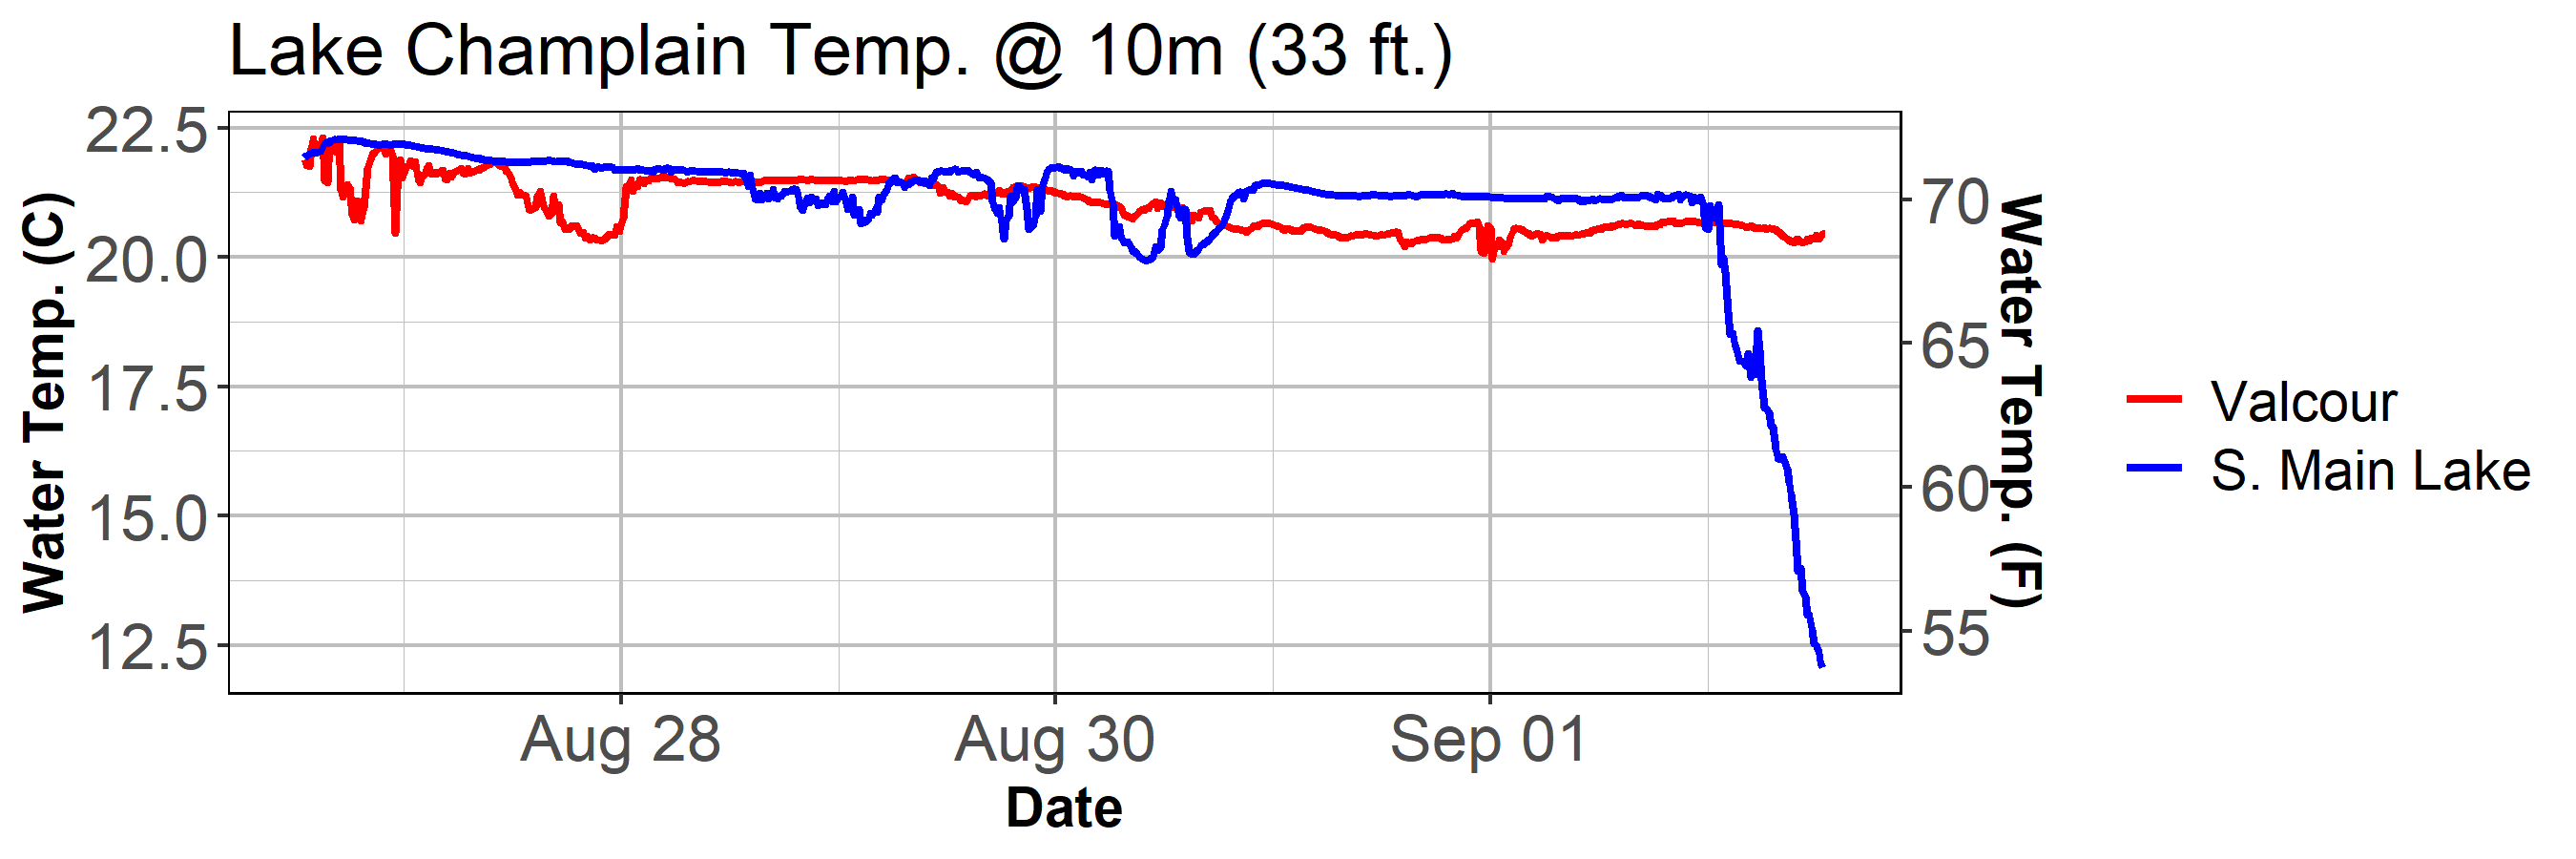 Lake Champlain Temp. @ 10m (33 ft.)
22.5
20.0
17.5
15.0
12.5
Water Temp. (C)
70
65
60
55
Water Temp. (F)
Valcour
S. Main Lake
Aug 28
Aug 30
Sep 01
Date